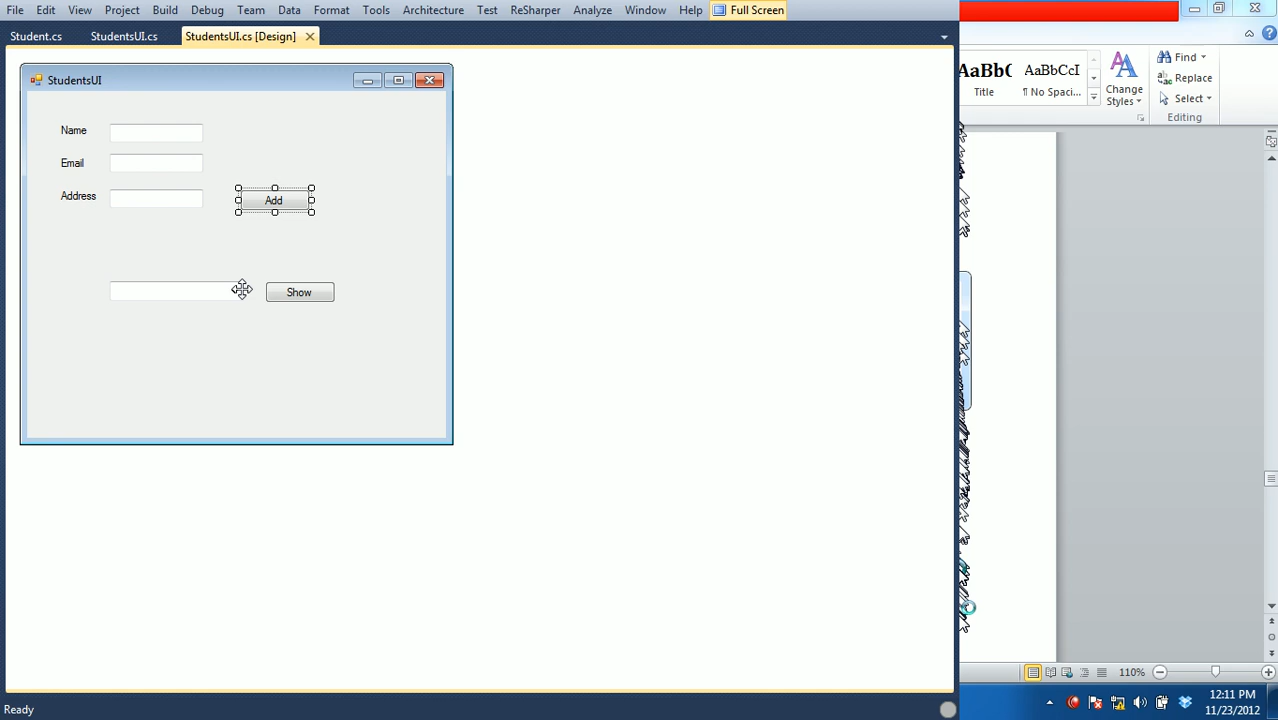 File Edit View Project Build Debug Team Data Format Tools Architecture Test ReSharper Analyze Window Help Full Screen
Student.cs StudentsUI.cs StudentsUI.cs [Design]
StudentsUI
Name
Email
Address
Add
Show
Ready
AaBb( AaBbCcI
Title ¶ No Spaci...
Change
Styles
Find
Replace
Select
Editing
110%
12:11 PM
11/23/2012